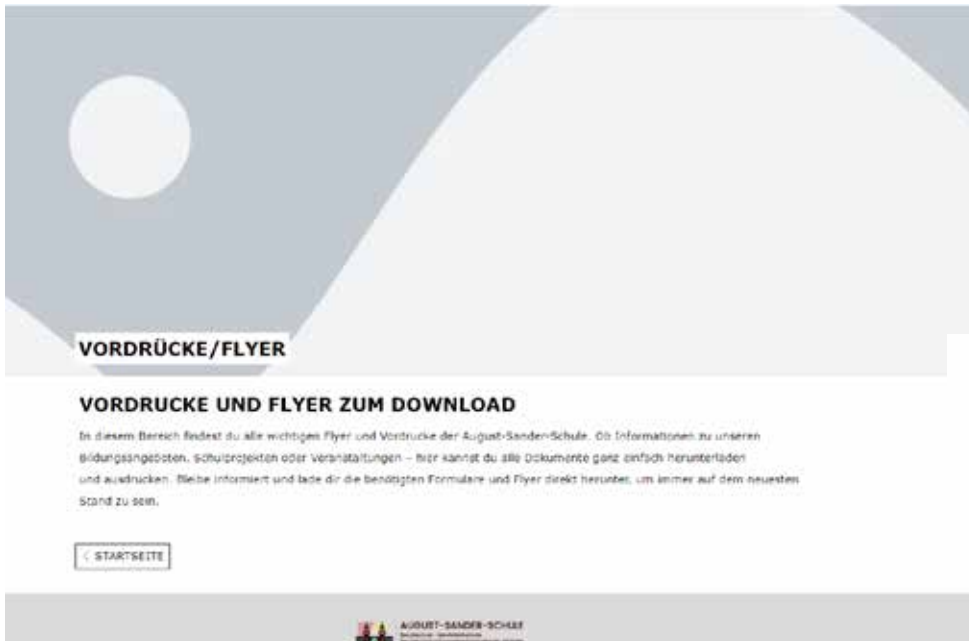 VORDRÜCKE/FLYER
VORDRUCKE UND FLYER ZUM DOWNLOAD
In diesem Bereich findest du alle wichtigen Flyer und Vordrucke der August-Sander-Schule. Ob Informationen zu unseren
Bildungsangeboten, Schulprojekten oder Veranstaltungen – hier kannst du alle Dokumente ganz einfach herunterladen
und ausdrucken. Bleibe informiert und lade dir die benötigten Formulare und Flyer direkt herunter, um immer auf dem neuesten
Stand zu sein.
< STARTSEITE
AUGUST-SANDER-SCHULE